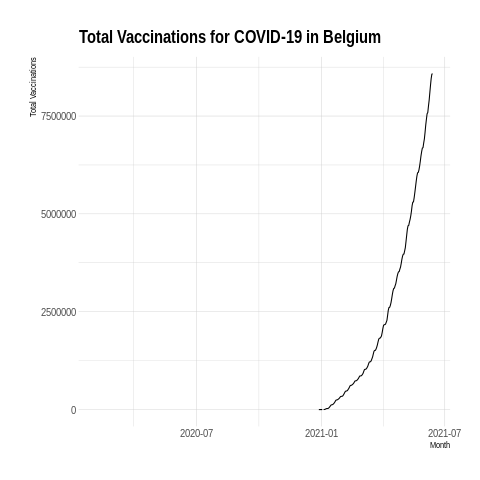 Total Vaccinations for COVID-19 in Belgium
Total Vaccinations
7500000
5000000
2500000
0
2020-07
2021-01
2021-07
Month